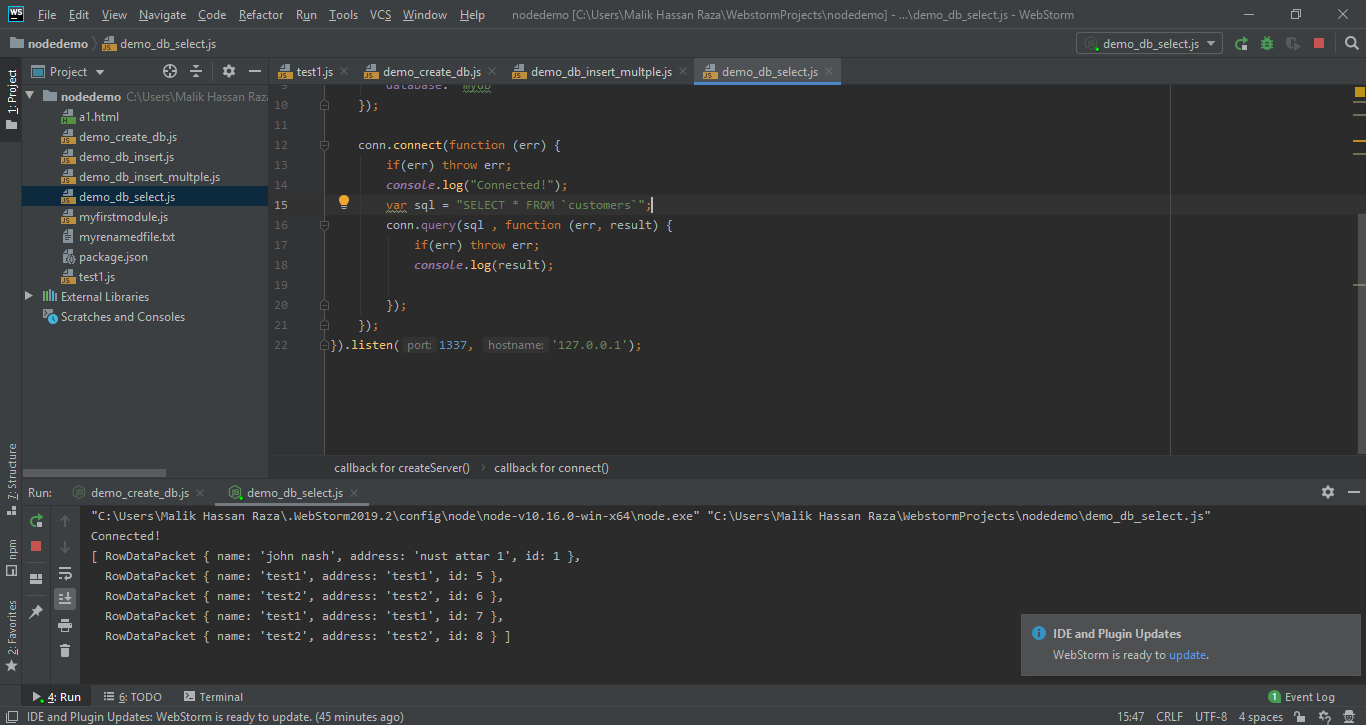 WS File Edit View Navigate Code Refactor Run Tools VCS Window Help nodedemo [C:\Users\Malik Hassan Raza\WebstormProjects\nodedemo] - ...\demo_db_select.js - WebStorm
nodedemo demo_db_select.js demo_db_select.js
Project test1.js demo_create_db.js demo_db_insert_multple.js demo_db_select.js
1: Project
nodedemo C:\Users\Malik Hassan Raza
a1.html
demo_create_db.js
demo_db_insert.js
demo_db_insert_multple.js
demo_db_select.js
myfirstmodule.js
myrenamedfile.txt
package.json
test1.js
External Libraries
Scratches and Consoles
9 database: "mydb"
10 });
11
12 conn.connect(function (err) {
13 if(err) throw err;
14 console.log("Connected!");
15 var sql = "SELECT * FROM `customers`";
16 conn.query(sql , function (err, result) {
17 if(err) throw err;
18 console.log(result);
19
20 });
21 });
22 }).listen( port: 1337, hostname: '127.0.0.1');
callback for createServer() callback for connect()
7: Structure
npm
2: Favorites
Run: demo_create_db.js demo_db_select.js
"C:\Users\Malik Hassan Raza\.WebStorm2019.2\config\node\node-v10.16.0-win-x64\node.exe" "C:\Users\Malik Hassan Raza\WebstormProjects\nodedemo\demo_db_select.js"
Connected!
[ RowDataPacket { name: 'john nash', address: 'nust attar 1', id: 1 },
RowDataPacket { name: 'test1', address: 'test1', id: 5 },
RowDataPacket { name: 'test2', address: 'test2', id: 6 },
RowDataPacket { name: 'test1', address: 'test1', id: 7 },
RowDataPacket { name: 'test2', address: 'test2', id: 8 } ]
IDE and Plugin Updates
WebStorm is ready to update.
4: Run 6: TODO Terminal 1 Event Log
IDE and Plugin Updates: WebStorm is ready to update. (45 minutes ago) 15:47 CRLF UTF-8 4 spaces